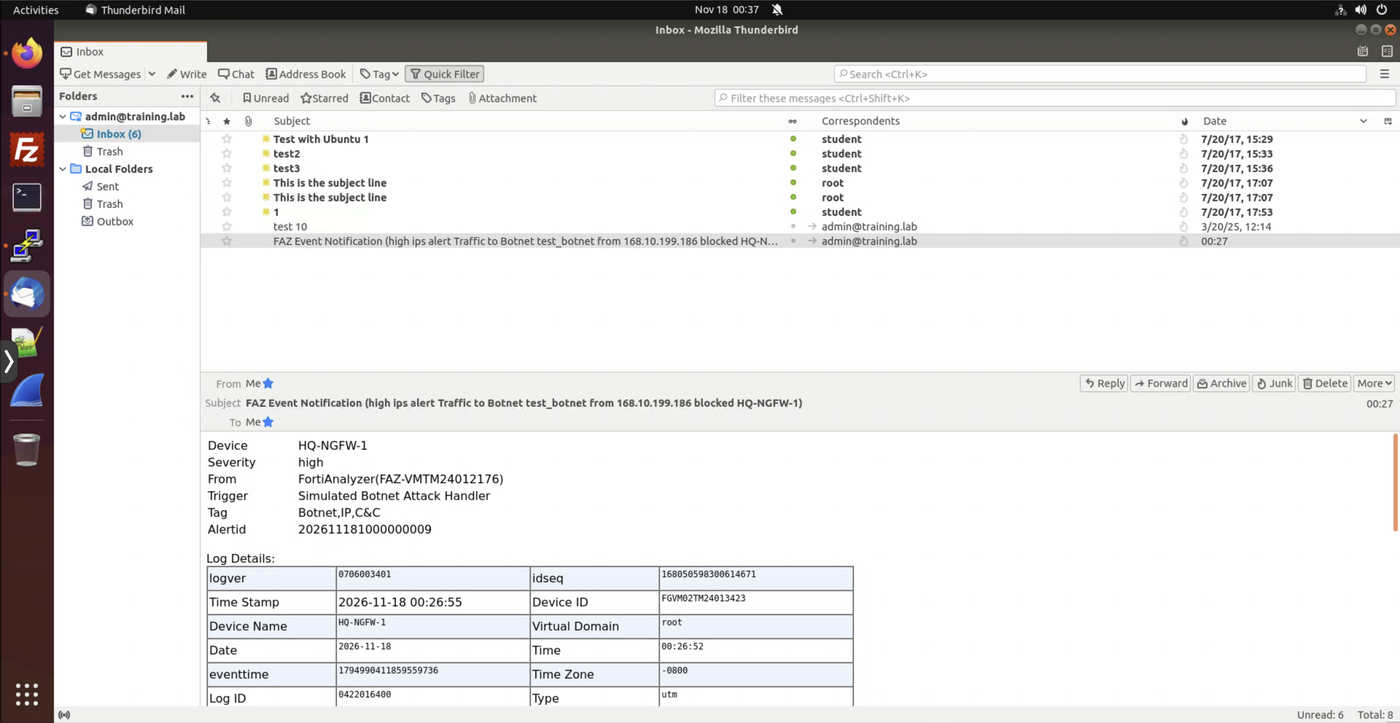 Activities Thunderbird Mail Nov 18 00:37
Inbox - Mozilla Thunderbird
Inbox
Get Messages Write Chat Address Book Tag Quick Filter Search <Ctrl+K>
Folders Unread Starred Contact Tags Attachment Filter these messages <Ctrl+Shift+K>
admin@training.lab
Inbox (6)
Trash
Local Folders
Sent
Trash
Outbox
Subject Correspondents Date
Test with Ubuntu 1 student 7/20/17, 15:29
test2 student 7/20/17, 15:33
test3 student 7/20/17, 15:36
This is the subject line root 7/20/17, 17:07
This is the subject line root 7/20/17, 17:07
1 student 7/20/17, 17:53
test 10 admin@training.lab 3/20/25, 12:14
FAZ Event Notification (high ips alert Traffic to Botnet test_botnet from 168.10.199.186 blocked HQ-N... admin@training.lab 00:27
From Me Reply Forward Archive Junk Delete More
Subject FAZ Event Notification (high ips alert Traffic to Botnet test_botnet from 168.10.199.186 blocked HQ-NGFW-1) 00:27
To Me
Device HQ-NGFW-1
Severity high
From FortiAnalyzer(FAZ-VMTM24012176)
Trigger Simulated Botnet Attack Handler
Tag Botnet,IP,C&C
Alertid 202611181000000009
Log Details:
logver 0706003401 idseq 168050598300614671
Time Stamp 2026-11-18 00:26:55 Device ID FGVM02TM24013423
Device Name HQ-NGFW-1 Virtual Domain root
Date 2026-11-18 Time 00:26:52
eventtime 1794990411859559736 Time Zone -0800
Log ID 0422016400 Type utm
Unread: 6 Total: 8